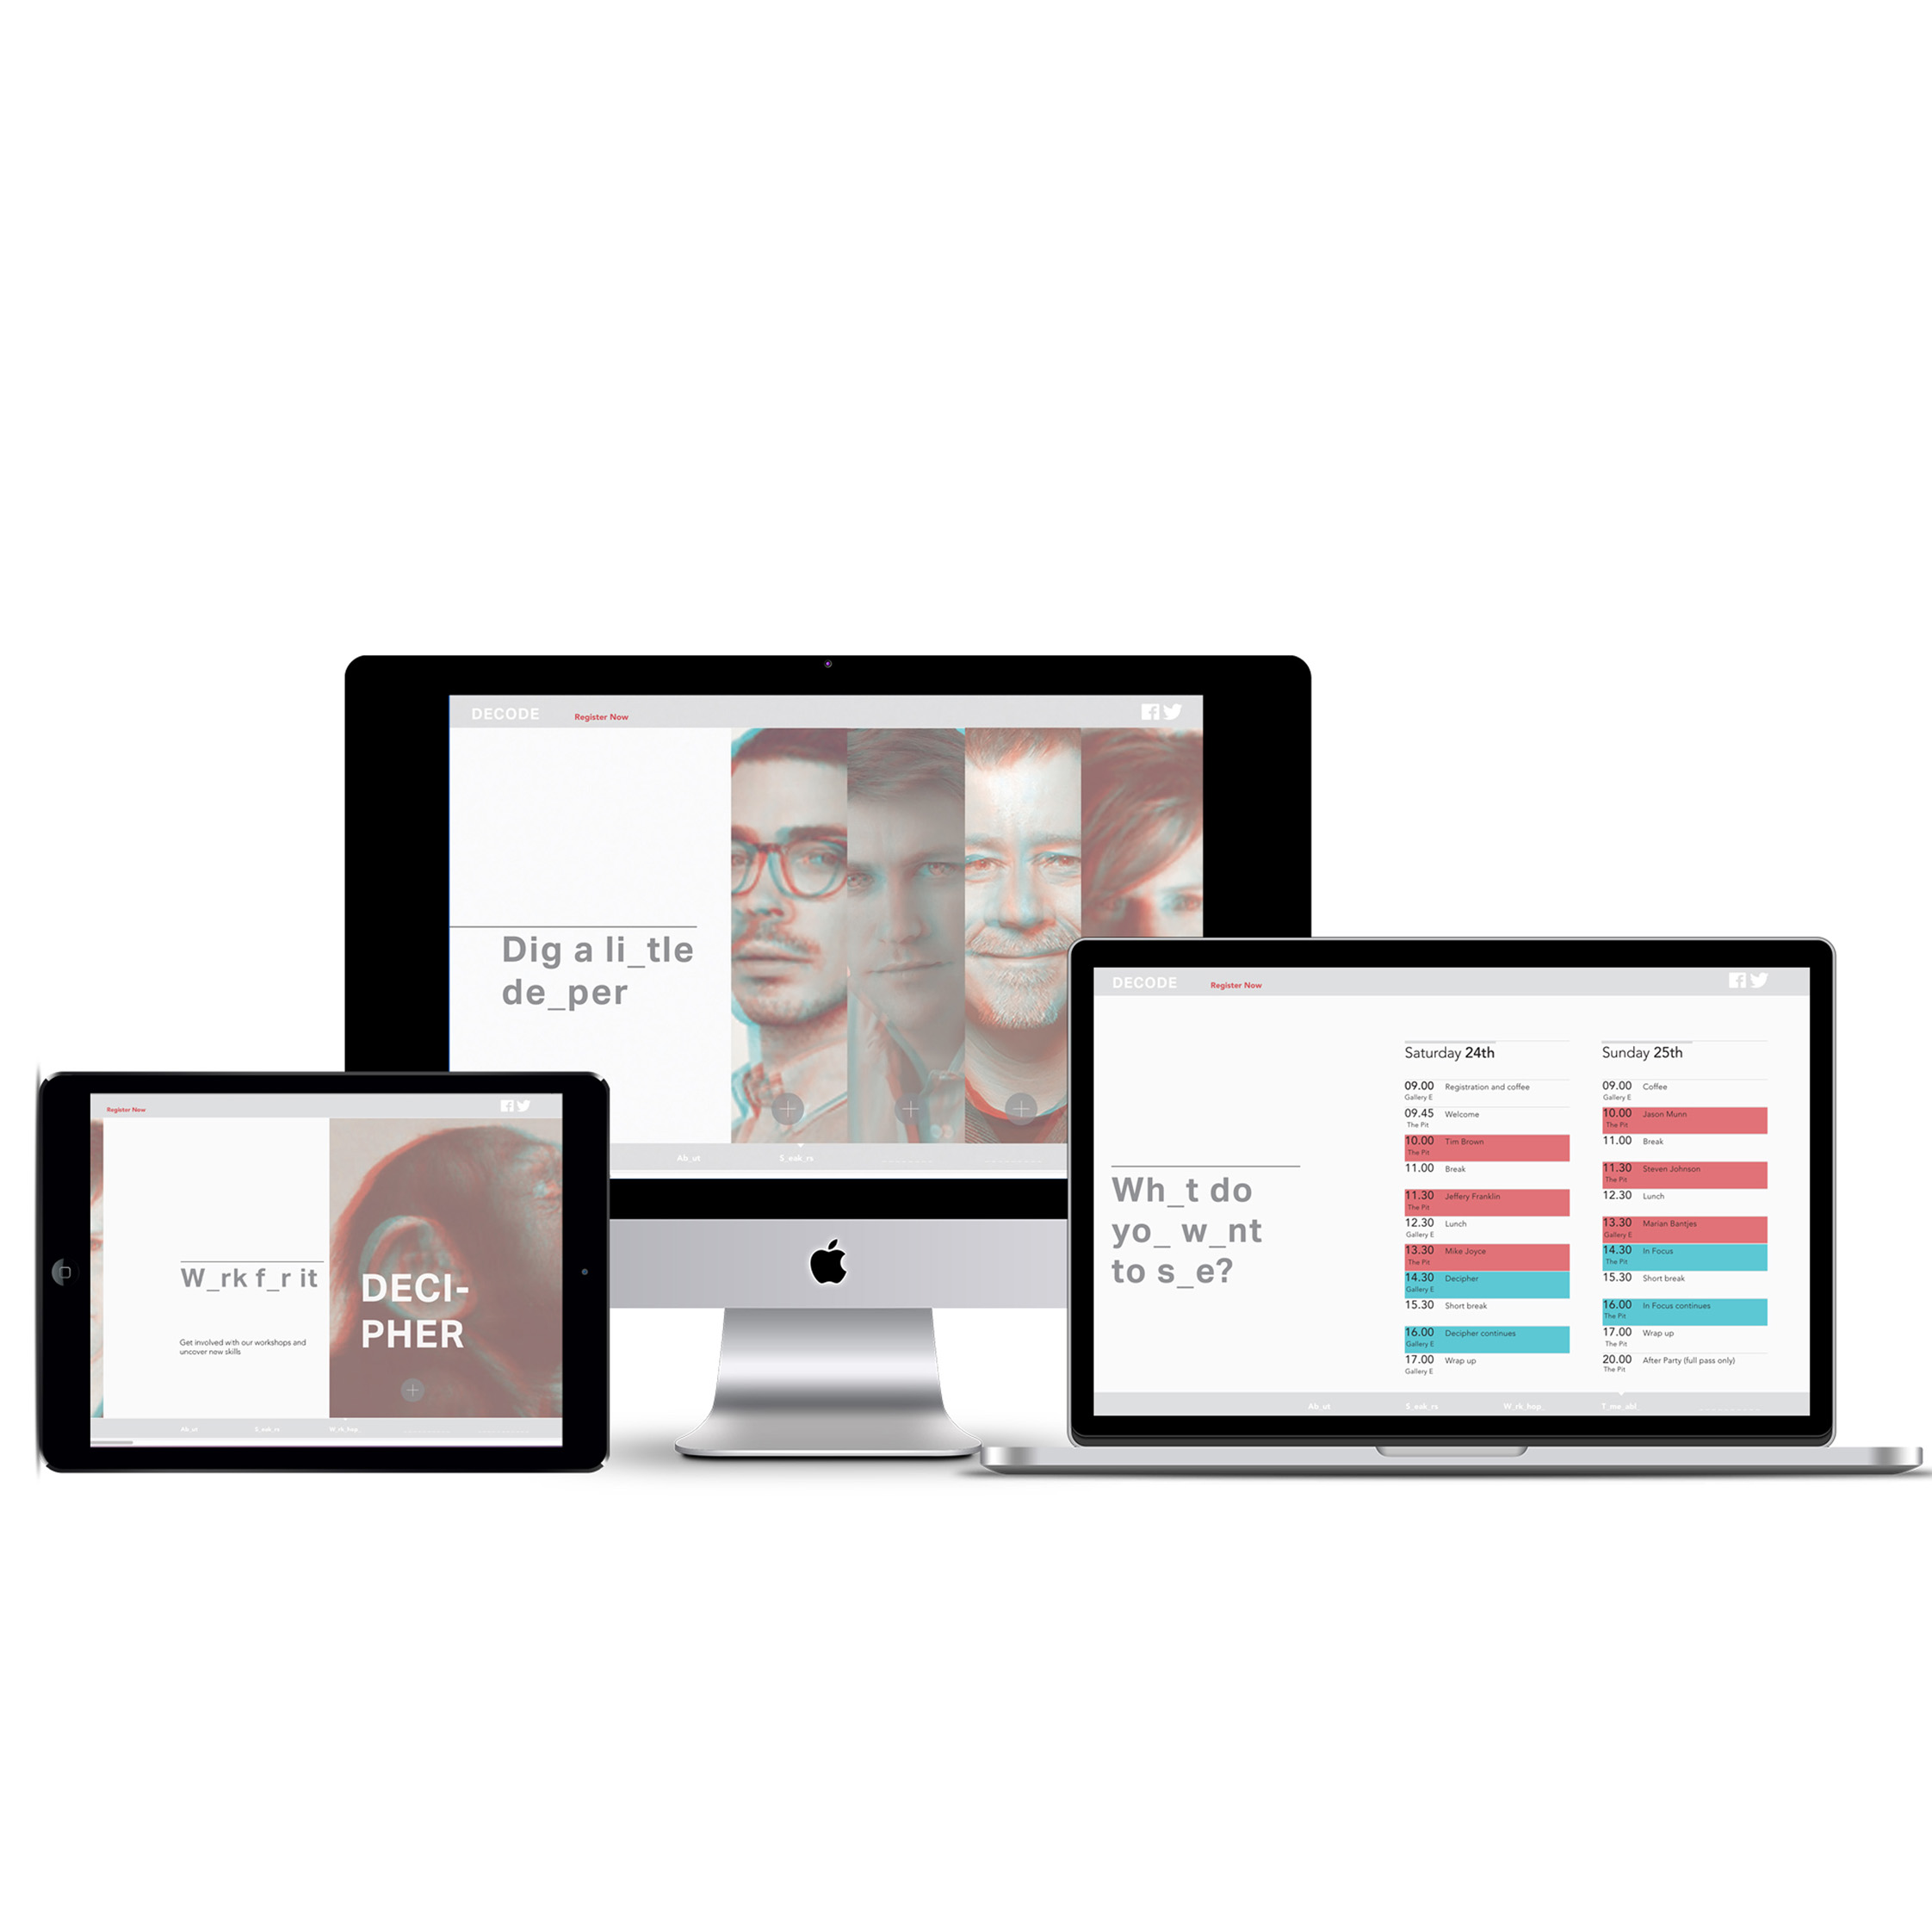 DECODE
Register Now
Dig a li_tle
de_per
Ab_ut
S_eak_rs
Register Now
W_rk f_r it
Get involved with our workshops and
uncover new skills
DECI-
PHER
Ab_ut
S_eak_rs
W_rk_hop_
DECODE
Register Now
Wh_t do
yo_ w_nt
to s_e?
Saturday 24th
09.00 Registration and coffee
Gallery E
09.45 Welcome
The Pit
10.00 Tim Brown
The Pit
11.00 Break
11.30 Jeffery Franklin
The Pit
12.30 Lunch
Gallery E
13.30 Mike Joyce
The Pit
14.30 Decipher
Gallery E
15.30 Short break
16.00 Decipher continues
Gallery E
17.00 Wrap up
Gallery E
Sunday 25th
09.00 Coffee
Gallery E
10.00 Jason Munn
The Pit
11.00 Break
11.30 Steven Johnson
The Pit
12.30 Lunch
13.30 Marian Bantjes
Gallery E
14.30 In Focus
The Pit
15.30 Short break
16.00 In Focus continues
The Pit
17.00 Wrap up
The Pit
20.00 After Party (full pass only)
The Pit
Ab_ut
S_eak_rs
W_rk_hop_
T_me_abl_